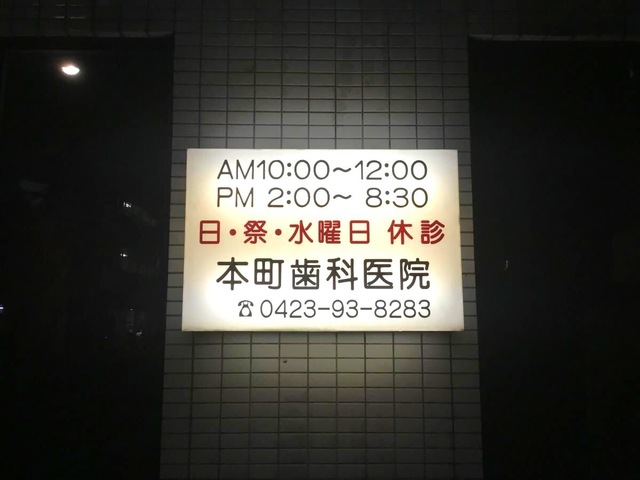 AM10:00〜12:00
PM 2:00〜 8:30
日・祭・水曜日 休診
本町歯科医院
☎0423-93-8283